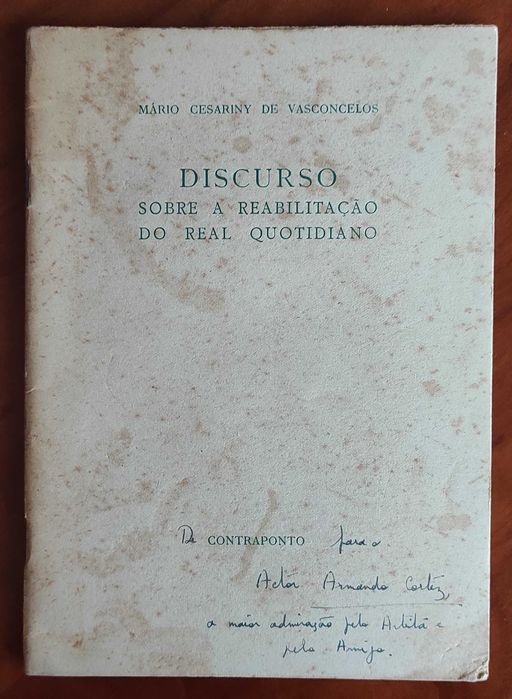 MÁRIO CESARINY DE VASCONCELOS
DISCURSO
SOBRE A REABILITAÇÃO
DO REAL QUOTIDIANO
De CONTRAPONTO para o
Actor Armando Cortêz,
a maior admiração pelo Artista e
pelo Amigo.